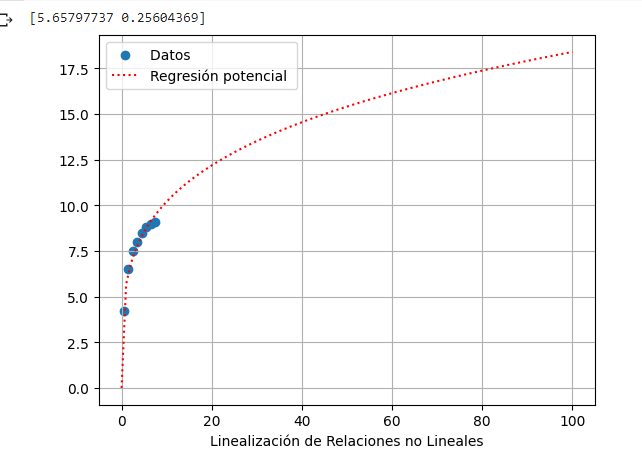 [5.65797737 0.25604369]
Datos
Regresión potencial
17.5
15.0
12.5
10.0
7.5
5.0
2.5
0.0
0 20 40 60 80 100
Linealización de Relaciones no Lineales